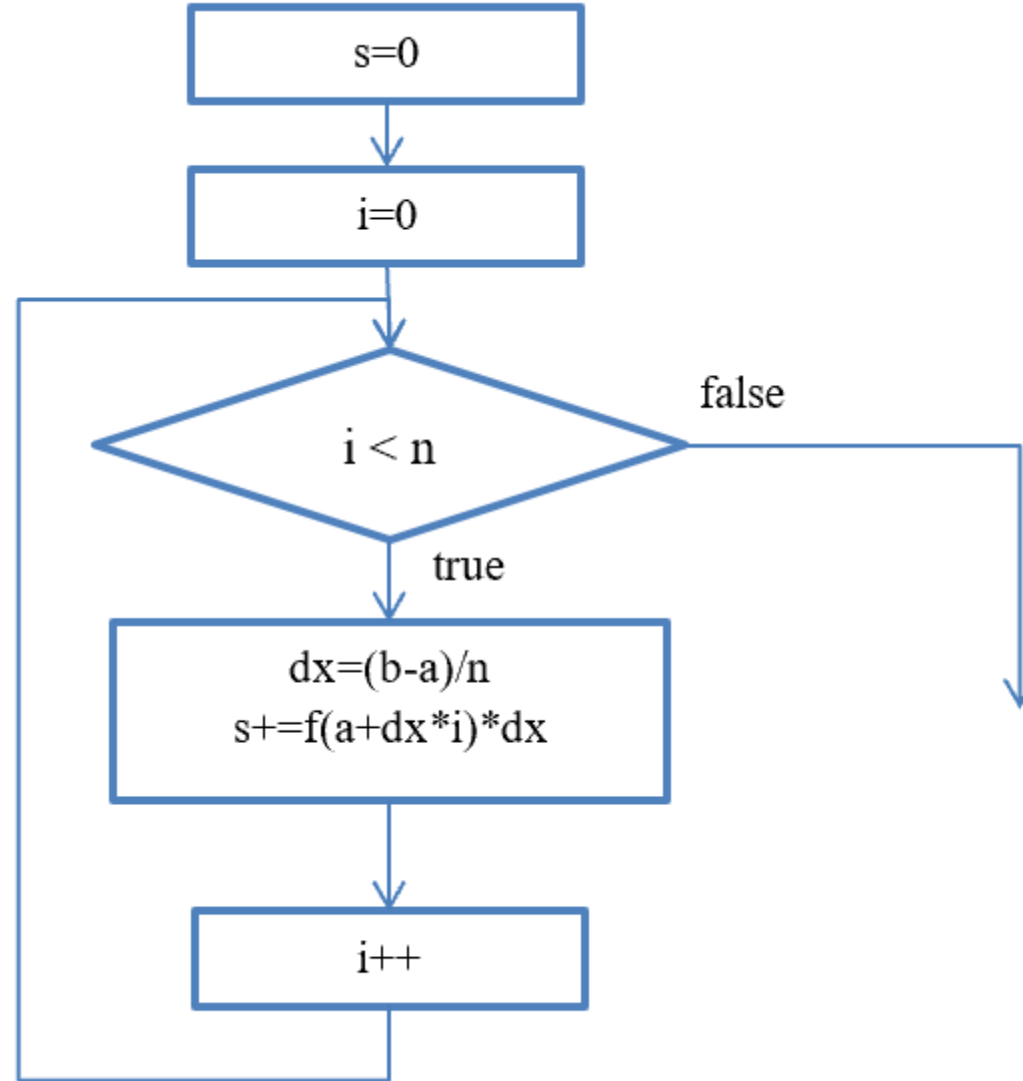 s=0
i=0
i < n
false
true
dx=(b-a)/n
s+=f(a+dx*i)*dx
i++